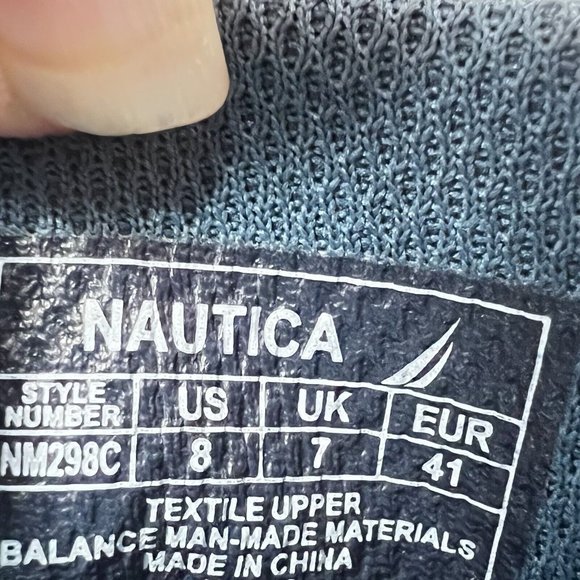 NAUTICA
STYLE NUMBER US UK EUR
NM298C 8 7 41
TEXTILE UPPER
BALANCE MAN-MADE MATERIALS
MADE IN CHINA